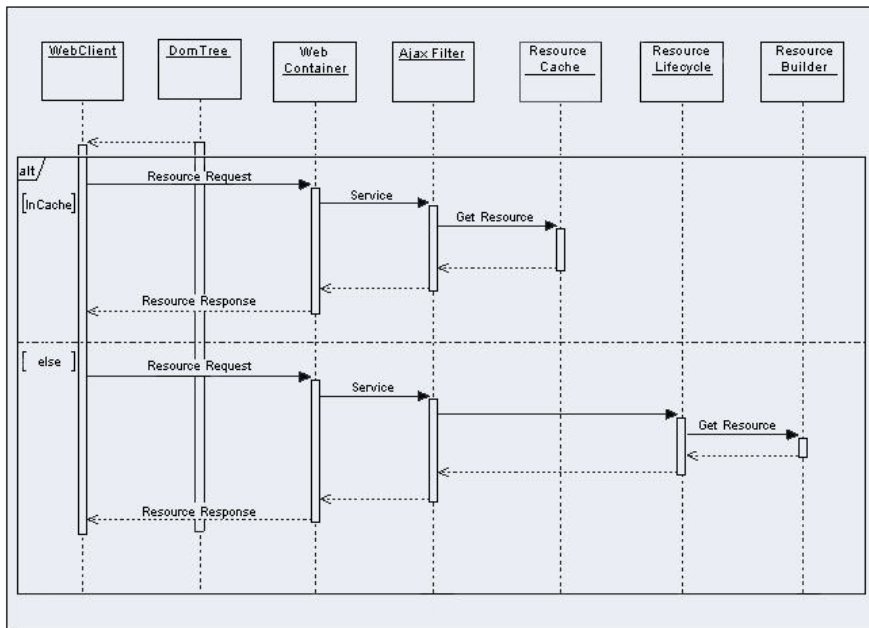 WebClient
DomTree
Web
Container
Ajax Filter
Resource
Cache
Resource
Lifecycle
Resource
Builder
alt
[InCache]
Resource Request
Service
Get Resource
Resource Response
[ else ]
Resource Request
Service
Get Resource
Resource Response